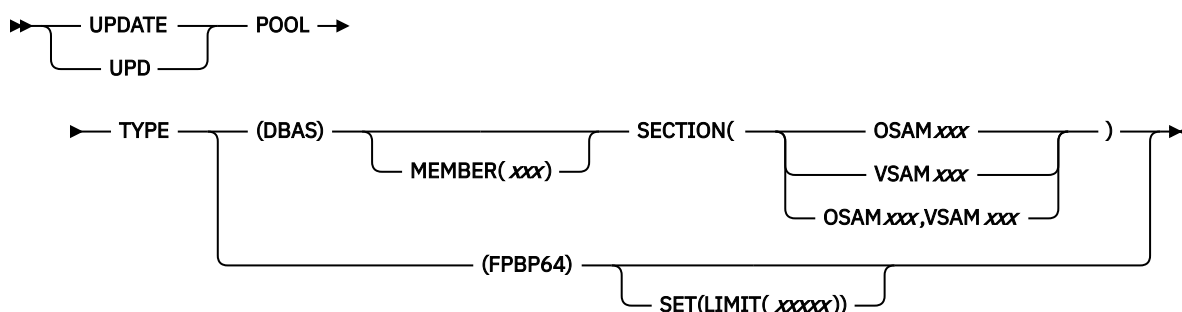 UPDATE POOL
UPD
TYPE (DBAS) SECTION( OSAMxxx )
MEMBER(xxx) VSAMxxx
OSAMxxx,VSAMxxx
(FPBP64)
SET(LIMIT(xxxxx))